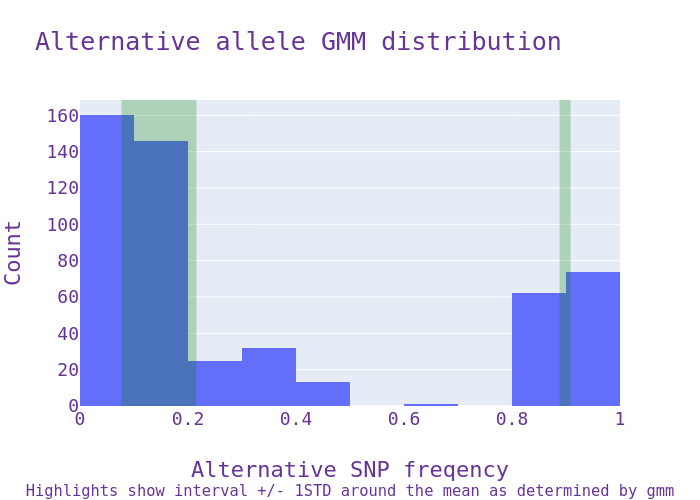 Alternative allele GMM distribution
160
140
120
100
80
60
40
20
0
Count
0 0.2 0.4 0.6 0.8 1
Alternative SNP freqency
Highlights show interval +/- 1STD around the mean as determined by gmm